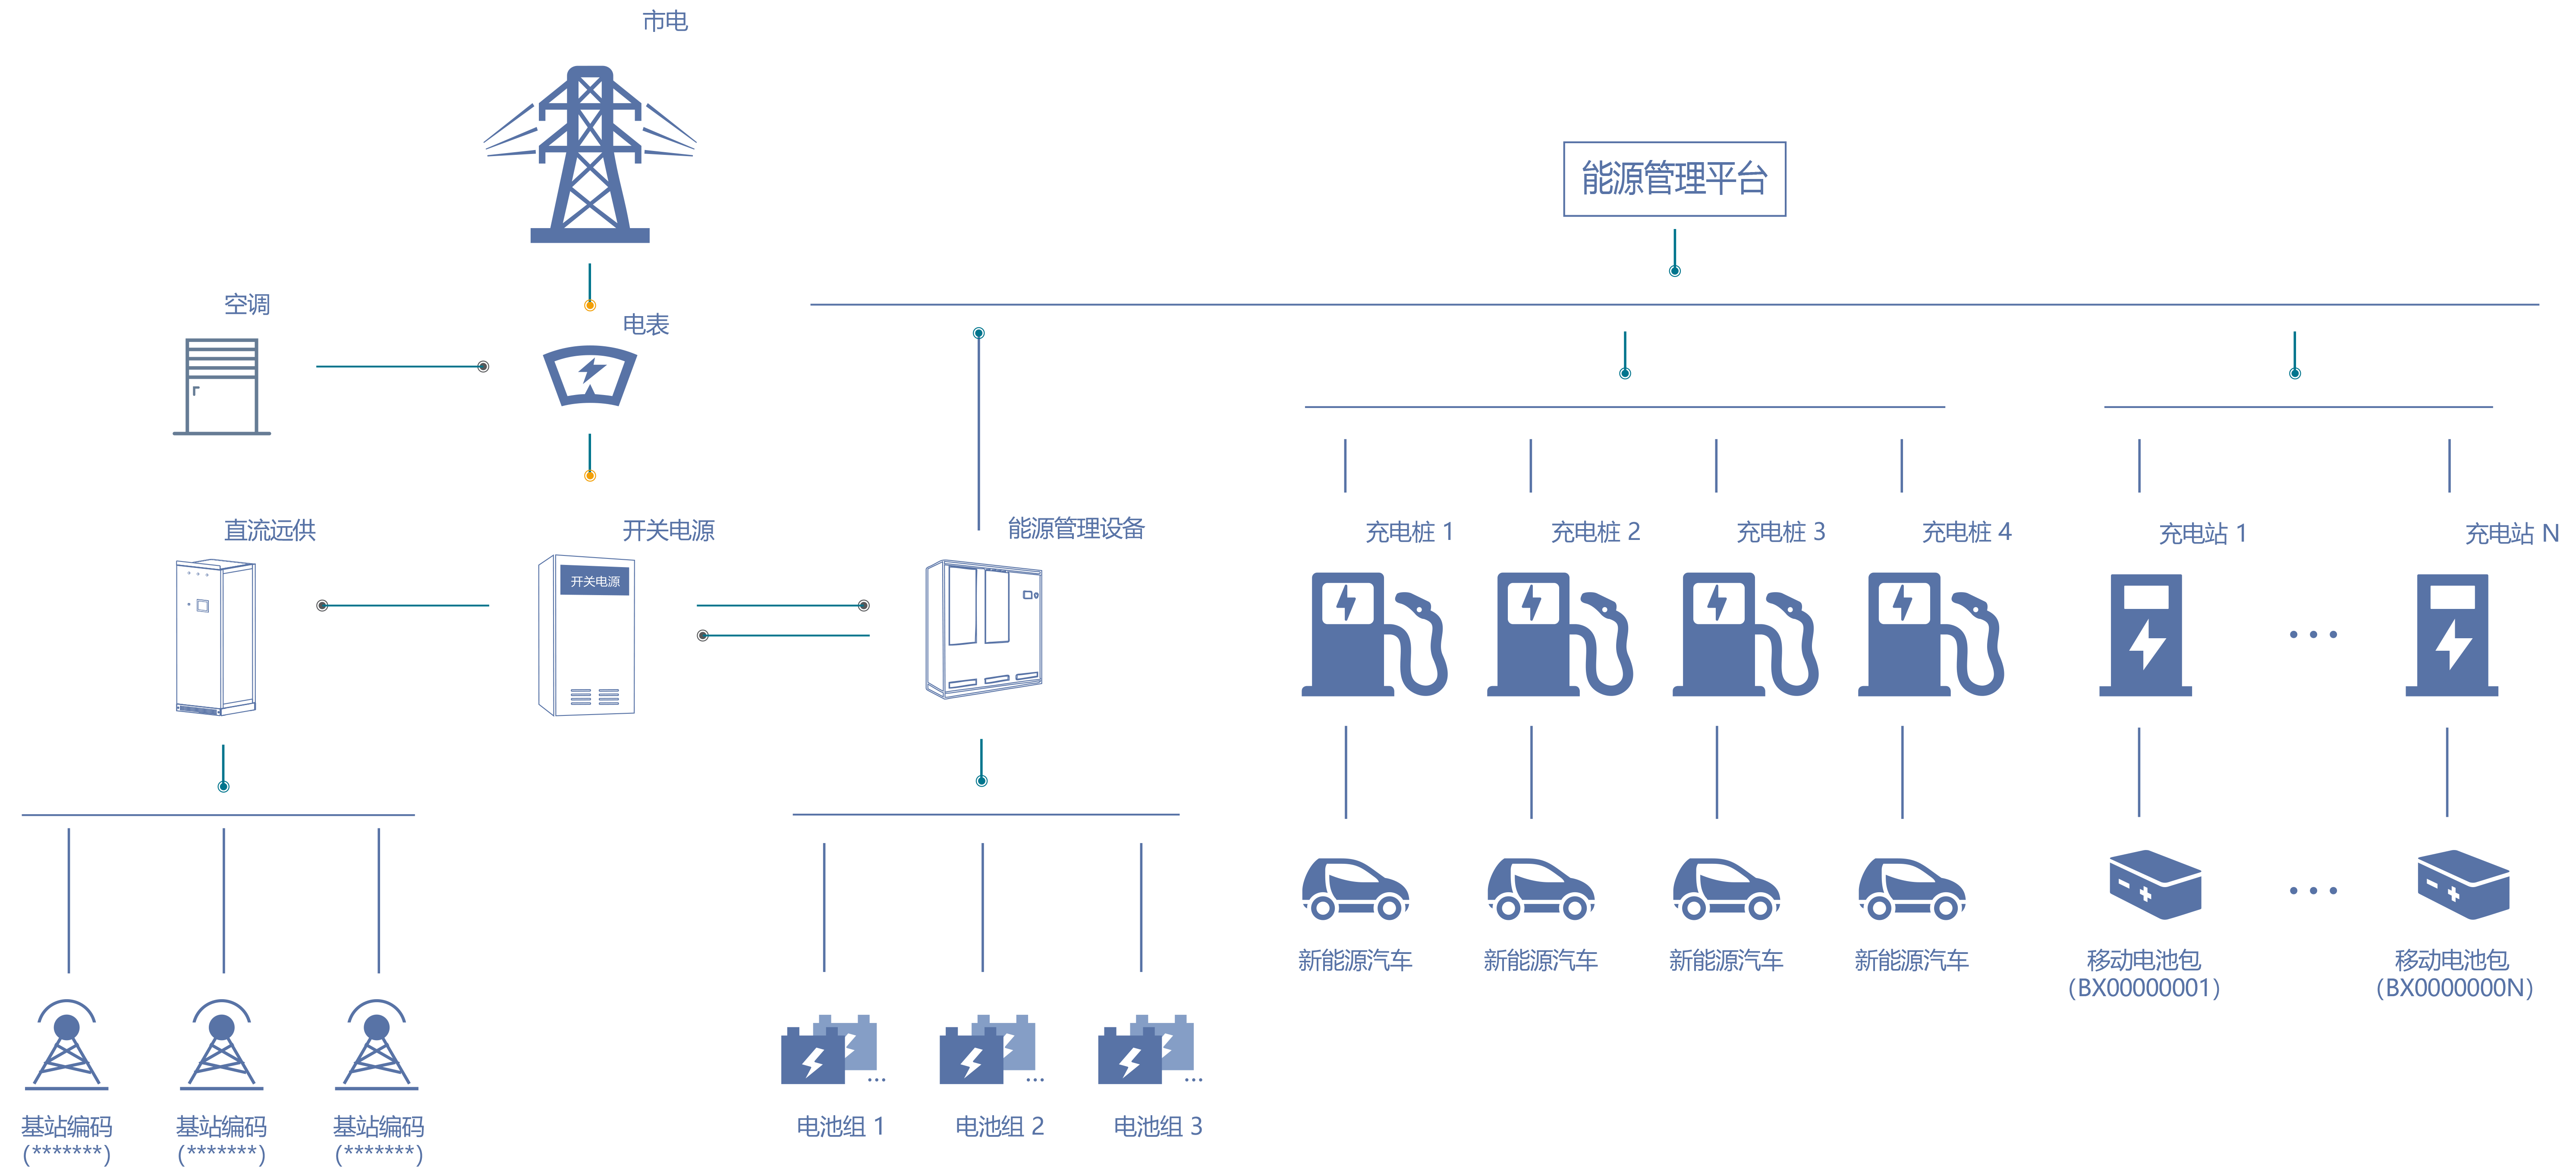 市电
能源管理平台
空调
电表
直流远供
开关电源
开关电源
能源管理设备
充电桩 1
充电桩 2
充电桩 3
充电桩 4
充电站 1
充电站 N
新能源汽车
新能源汽车
新能源汽车
新能源汽车
移动电池包
(BX00000001)
移动电池包
(BX0000000N)
基站编码
(*******)
基站编码
(*******)
基站编码
(*******)
电池组 1
电池组 2
电池组 3